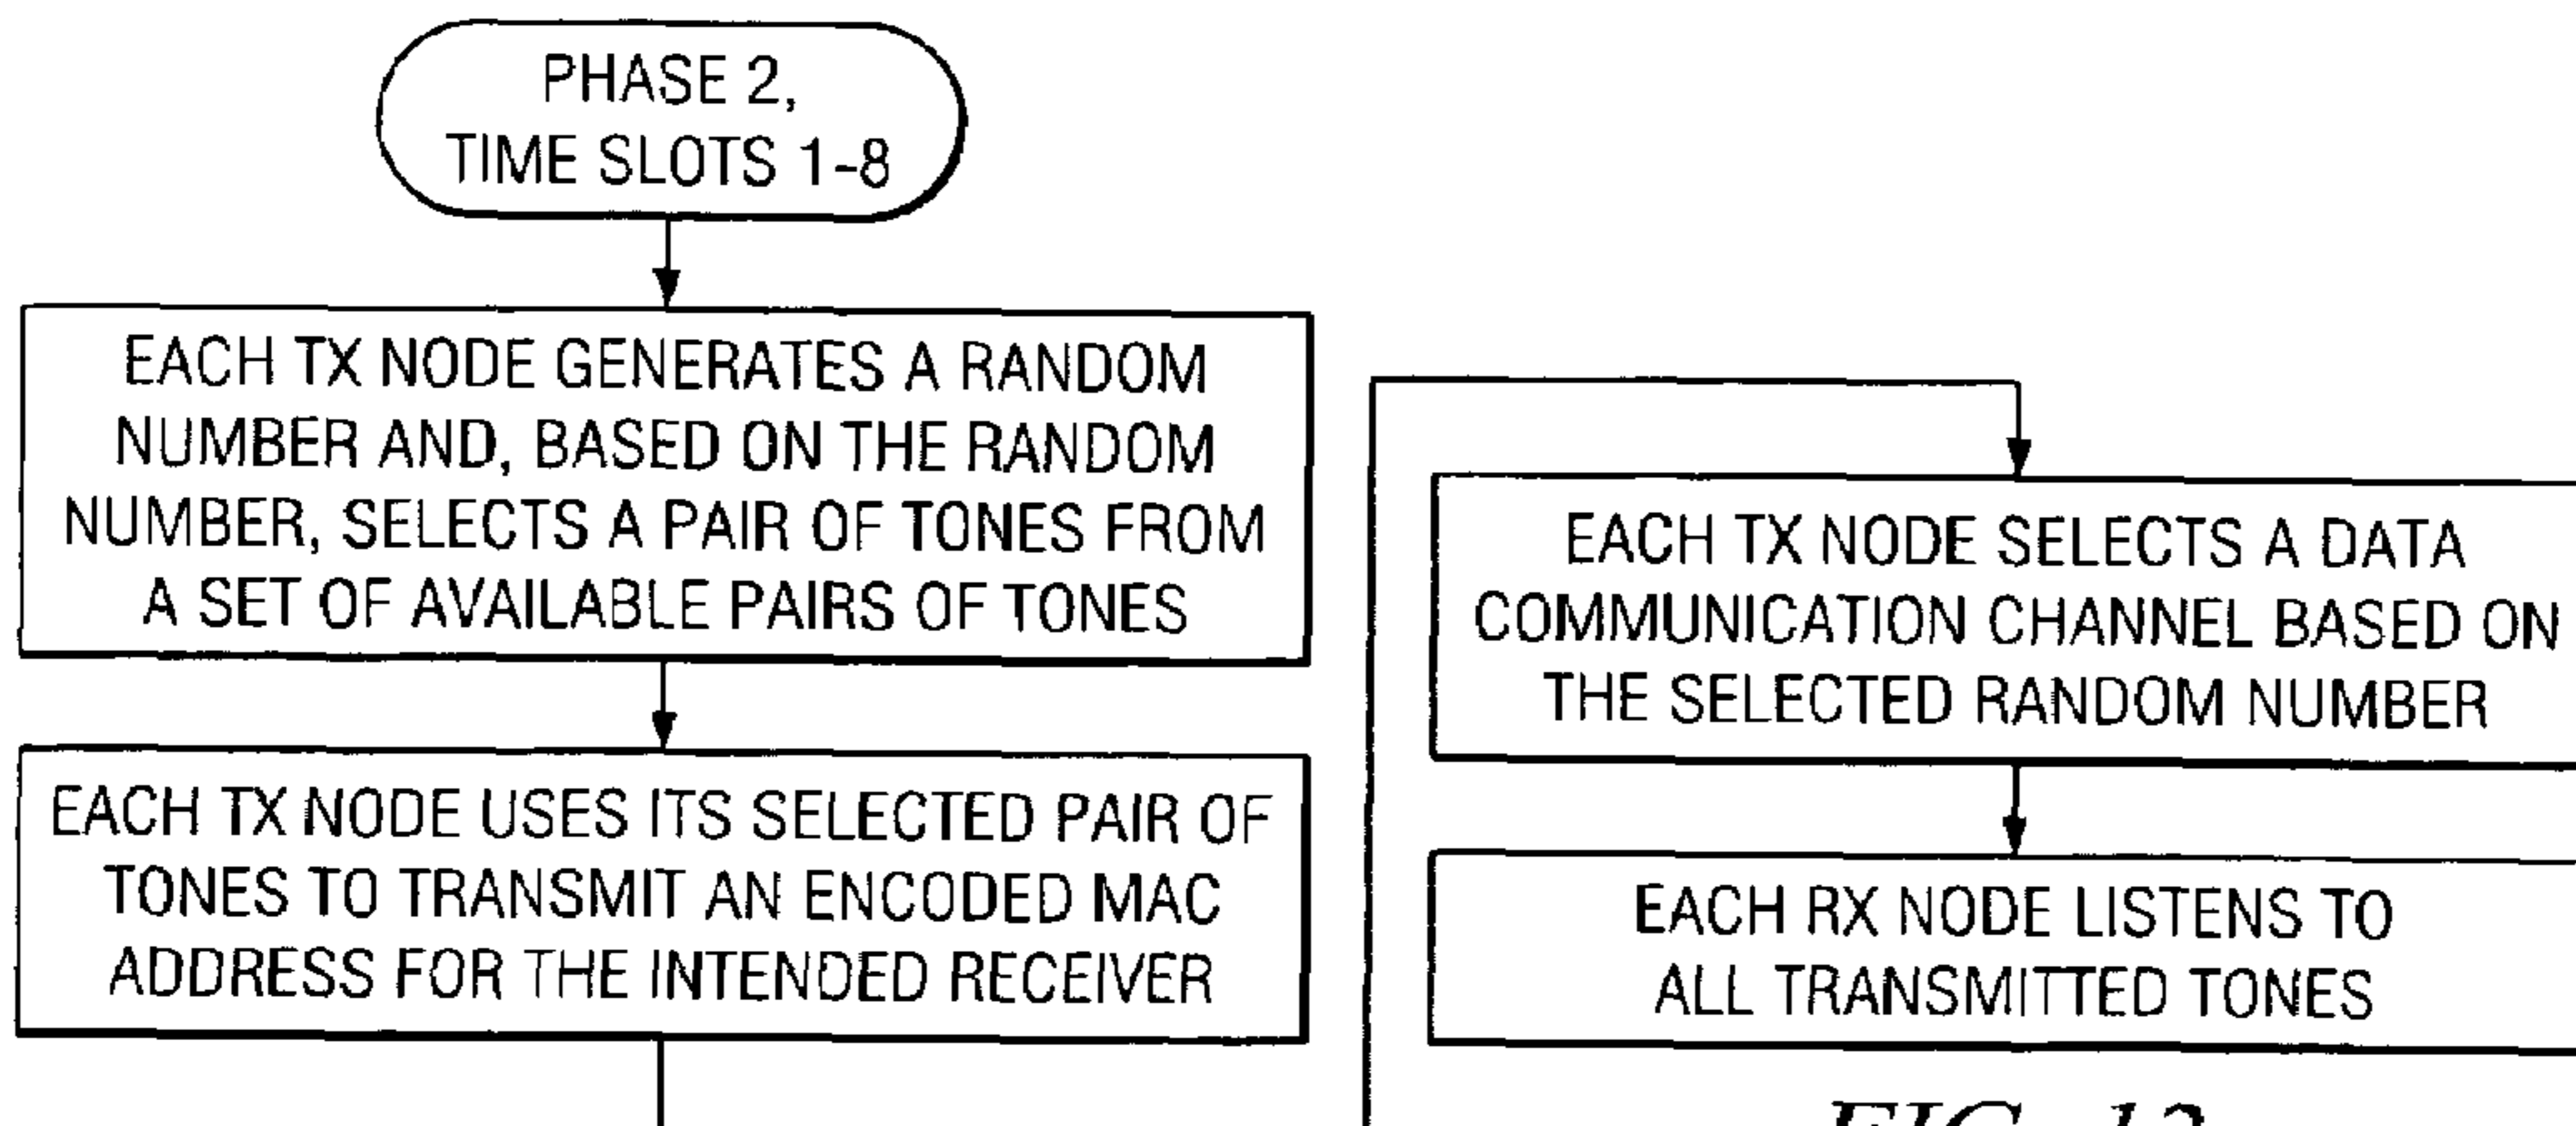 PHASE 2,
TIME SLOTS 1-8
EACH TX NODE GENERATES A RANDOM
NUMBER AND, BASED ON THE RANDOM
NUMBER, SELECTS A PAIR OF TONES FROM
A SET OF AVAILABLE PAIRS OF TONES
EACH TX NODE USES ITS SELECTED PAIR OF
TONES TO TRANSMIT AN ENCODED MAC
ADDRESS FOR THE INTENDED RECEIVER
EACH TX NODE SELECTS A DATA
COMMUNICATION CHANNEL BASED ON
THE SELECTED RANDOM NUMBER
EACH RX NODE LISTENS TO
ALL TRANSMITTED TONES
FIG.